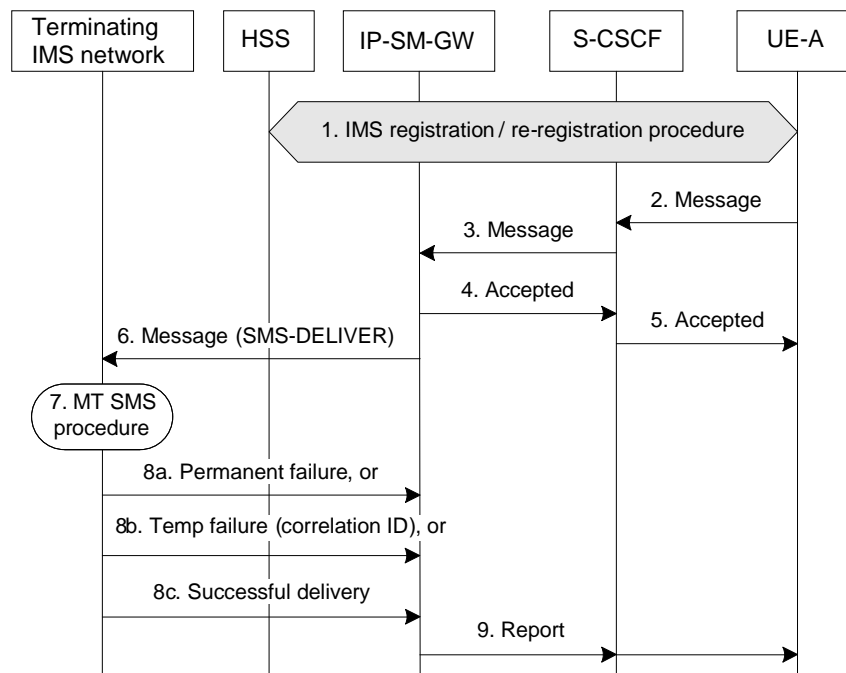 Terminating
IMS network
HSS
IP-SM-GW
S-CSCF
UE-A
1. IMS registration / re-registration procedure
2. Message
3. Message
4. Accepted
5. Accepted
6. Message (SMS-DELIVER)
7. MT SMS
procedure
8a. Permanent failure, or
8b. Temp failure (correlation ID), or
8c. Successful delivery
9. Report